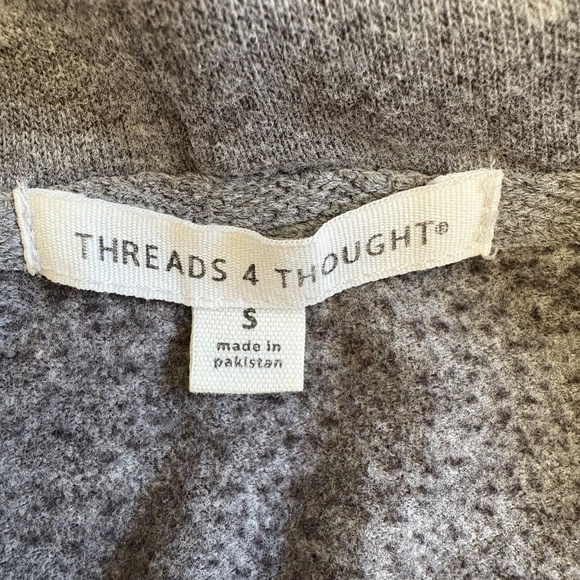 THREADS 4 THOUGHT®
S
made in
pakistan